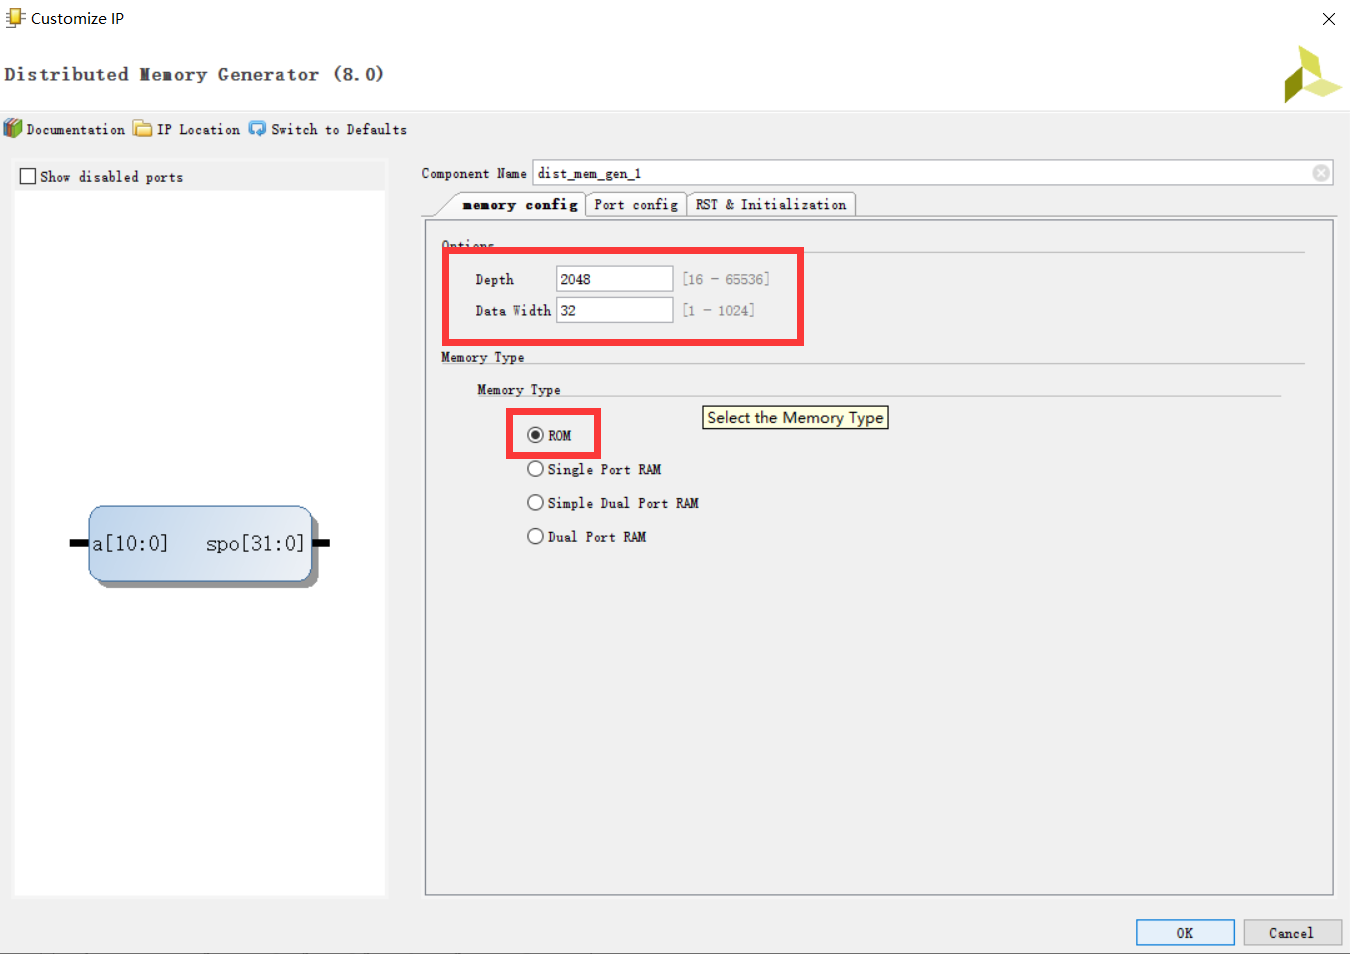 Customize IP
Distributed Memory Generator (8.0)
Documentation IP Location Switch to Defaults
Show disabled ports
a[10:0] spo[31:0]
Component Name dist_mem_gen_1
memory config Port config RST & Initialization
Options
Depth 2048 [16 - 65536]
Data Width 32 [1 - 1024]
Memory Type
Memory Type
Select the Memory Type
ROM
Single Port RAM
Simple Dual Port RAM
Dual Port RAM
OK Cancel